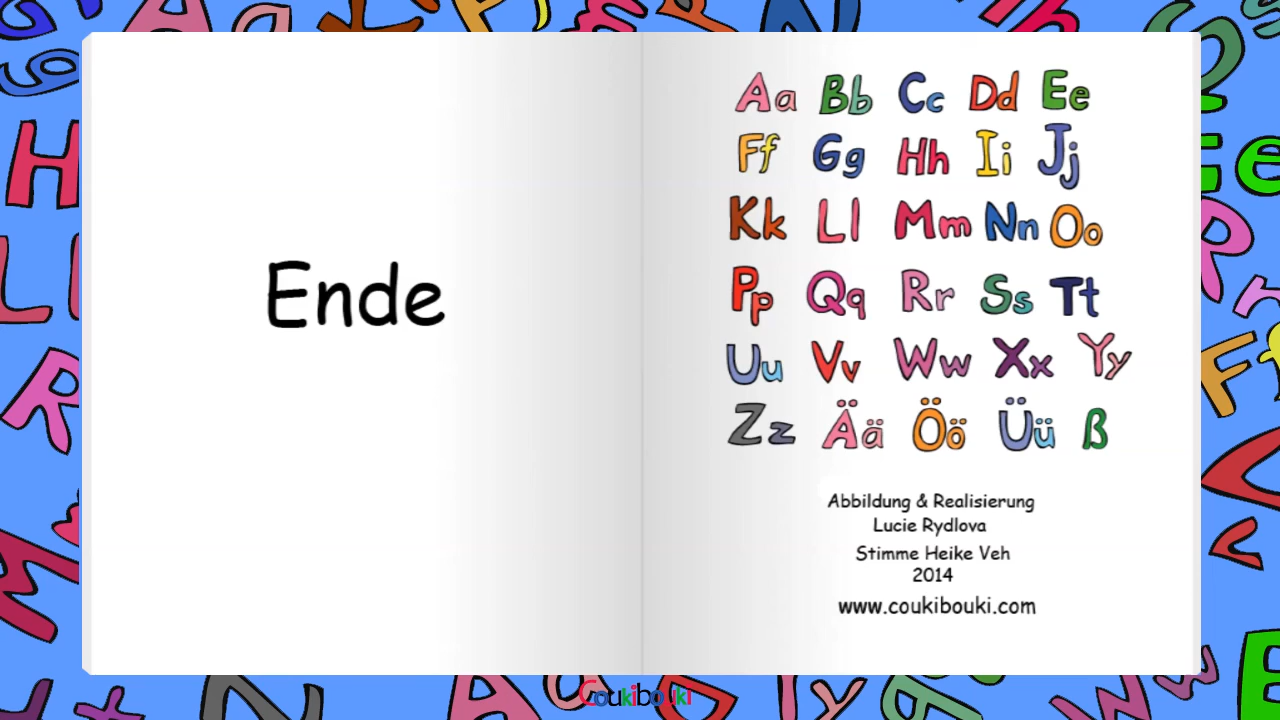 Ende
Aa Bb Cc Dd Ee
Ff Gg Hh Ii Jj
Kk Ll Mm Nn Oo
Pp Qq Rr Ss Tt
Uu Vv Ww Xx Yy
Zz Ää Öö Üü ß
Abbildung & Realisierung
Lucie Rydlova
Stimme Heike Veh
2014
www.coukibouki.com
Coukibouki